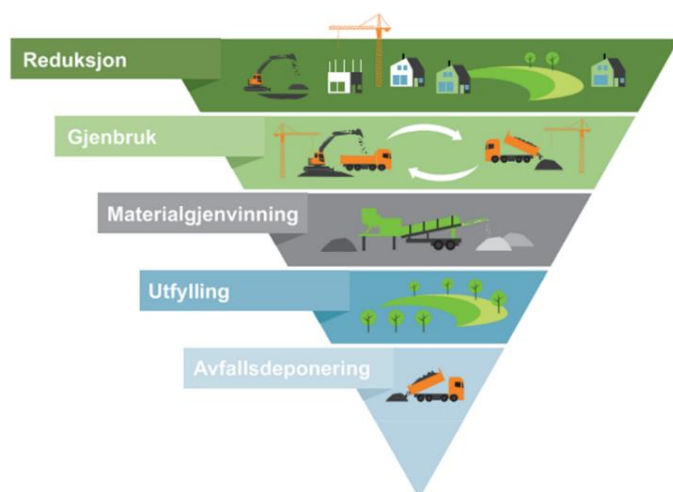 Reduksjon
Gjenbruk
Materialgjenvinning
Utfylling
Avfallsdeponering